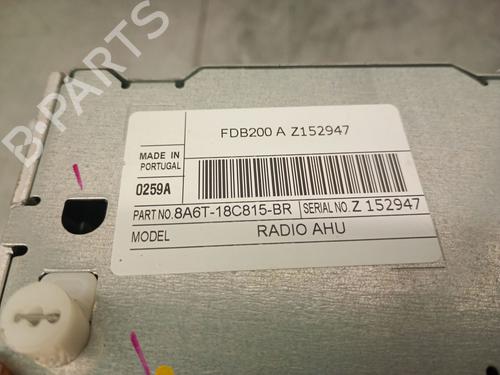 B-PARTS
FDB200 A Z152947
MADE IN
PORTUGAL
0259A
PART NO. 8A6T-18C815-BR SERIAL NO. Z 152947
MODEL RADIO AHU